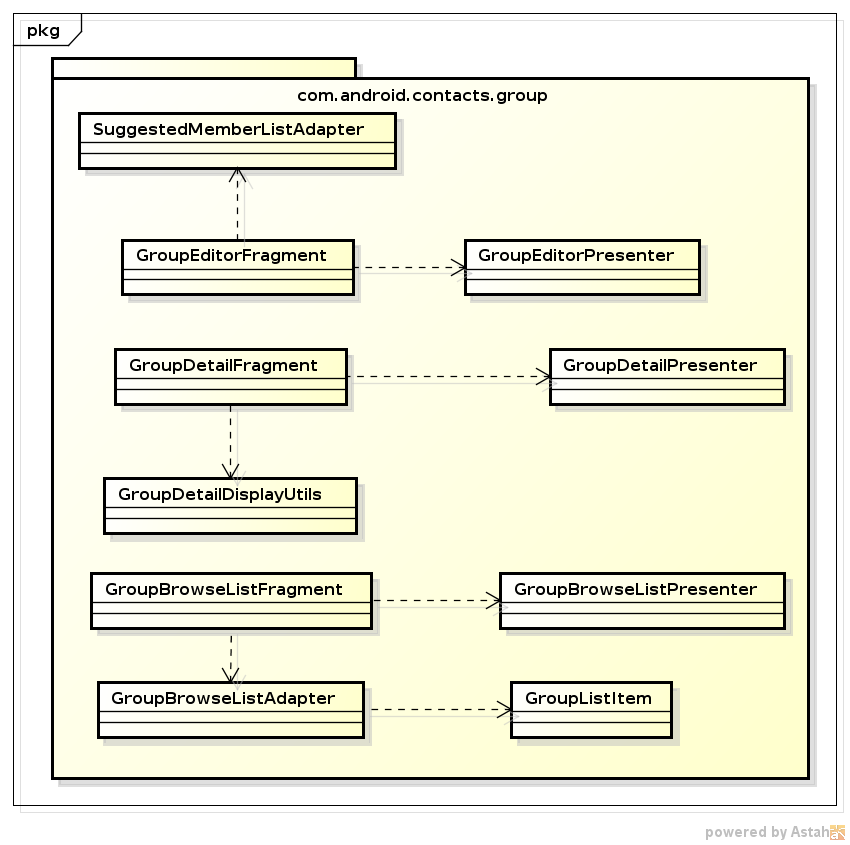 pkg
com.android.contacts.group
SuggestedMemberListAdapter
GroupEditorFragment
GroupEditorPresenter
GroupDetailFragment
GroupDetailPresenter
GroupDetailDisplayUtils
GroupBrowseListFragment
GroupBrowseListPresenter
GroupBrowseListAdapter
GroupListItem
powered by Astah